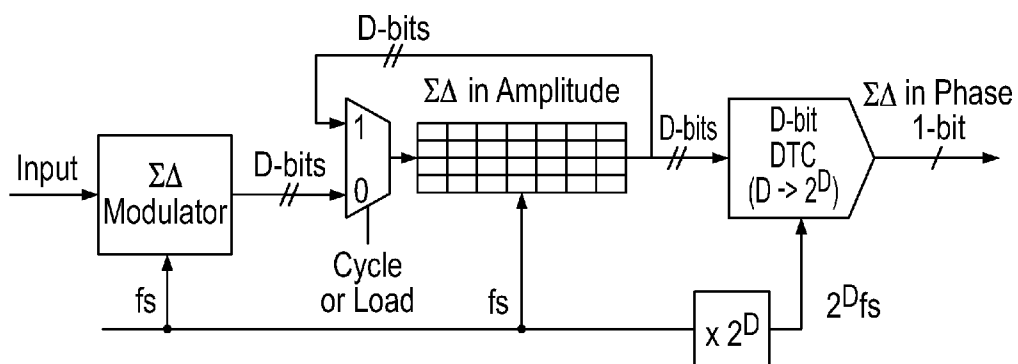 D-bits
ΣΔ in Amplitude
ΣΔ in Phase
1-bit
Input
ΣΔ
Modulator
D-bits
1
0
D-bits
D-bit
DTC
(D -> 2^D)
Cycle
or Load
fs
fs
x 2^D
2^Dfs